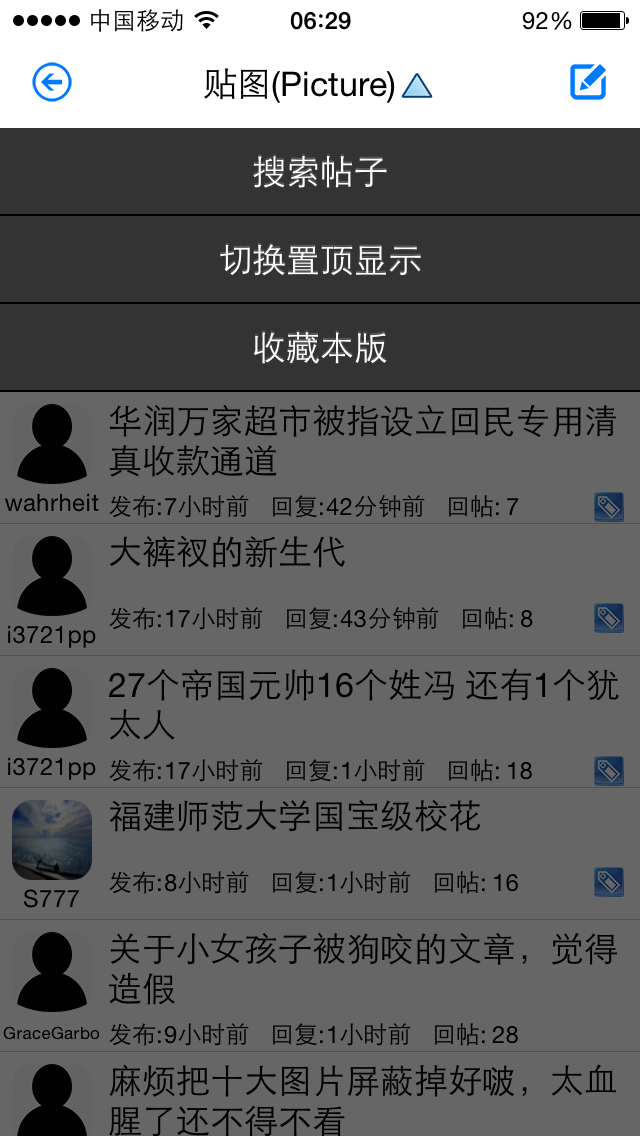 中国移动 06:29 92%
贴图(Picture)
搜索帖子
切换置顶显示
收藏本版
华润万家超市被指设立回民专用清
真收款通道
wahrheit 发布:7小时前 回复:42分钟前 回帖: 7
大裤衩的新生代
i3721pp 发布:17小时前 回复:43分钟前 回帖: 8
27个帝国元帅16个姓冯 还有1个犹
太人
i3721pp 发布:17小时前 回复:1小时前 回帖: 18
福建师范大学国宝级校花
S777 发布:8小时前 回复:1小时前 回帖: 16
关于小女孩子被狗咬的文章，觉得
造假
GraceGarbo 发布:9小时前 回复:1小时前 回帖: 28
麻烦把十大图片屏蔽掉好啵，太血
腥了还不得不看